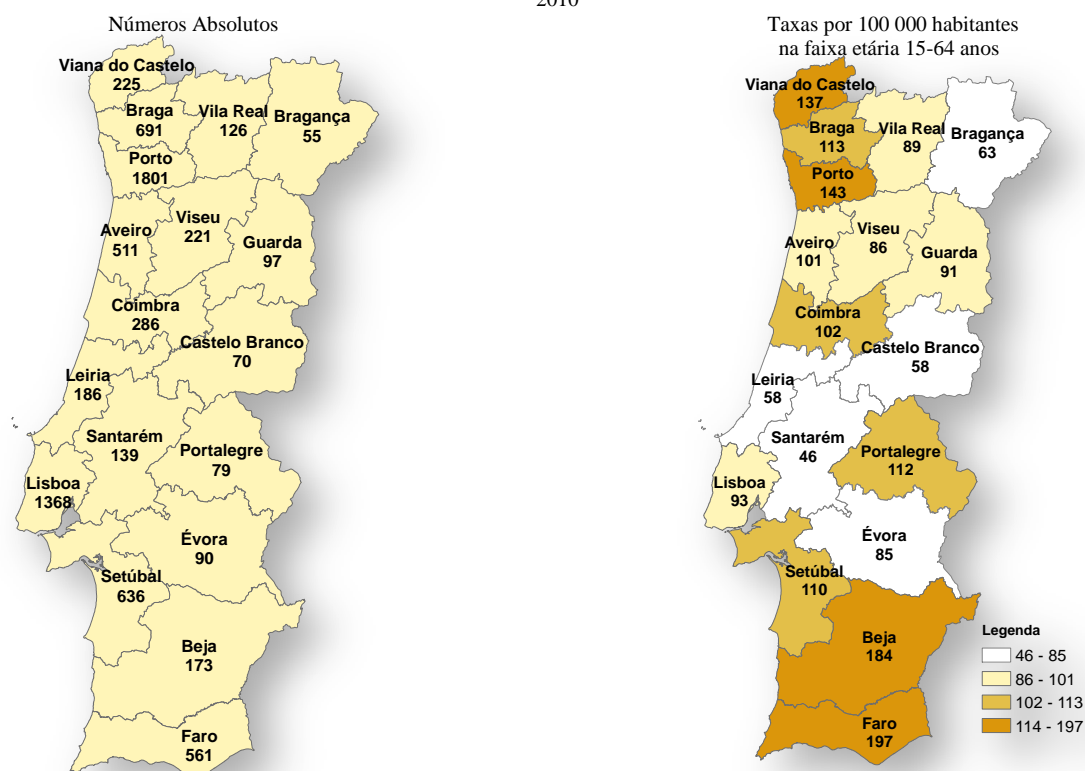 2010
Números Absolutos
Viana do Castelo
225
Braga
691
Vila Real
126
Bragança
55
Porto
1801
Aveiro
511
Viseu
221
Guarda
97
Coimbra
286
Castelo Branco
70
Leiria
186
Santarém
139
Portalegre
79
Lisboa
1368
Évora
90
Setúbal
636
Beja
173
Faro
561
Taxas por 100 000 habitantes
na faixa etária 15-64 anos
Viana do Castelo
137
Braga
113
Vila Real
89
Bragança
63
Porto
143
Aveiro
101
Viseu
86
Guarda
91
Coimbra
102
Castelo Branco
58
Leiria
58
Santarém
46
Portalegre
112
Lisboa
93
Évora
85
Setúbal
110
Beja
184
Faro
197
Legenda
46 - 85
86 - 101
102 - 113
114 - 197